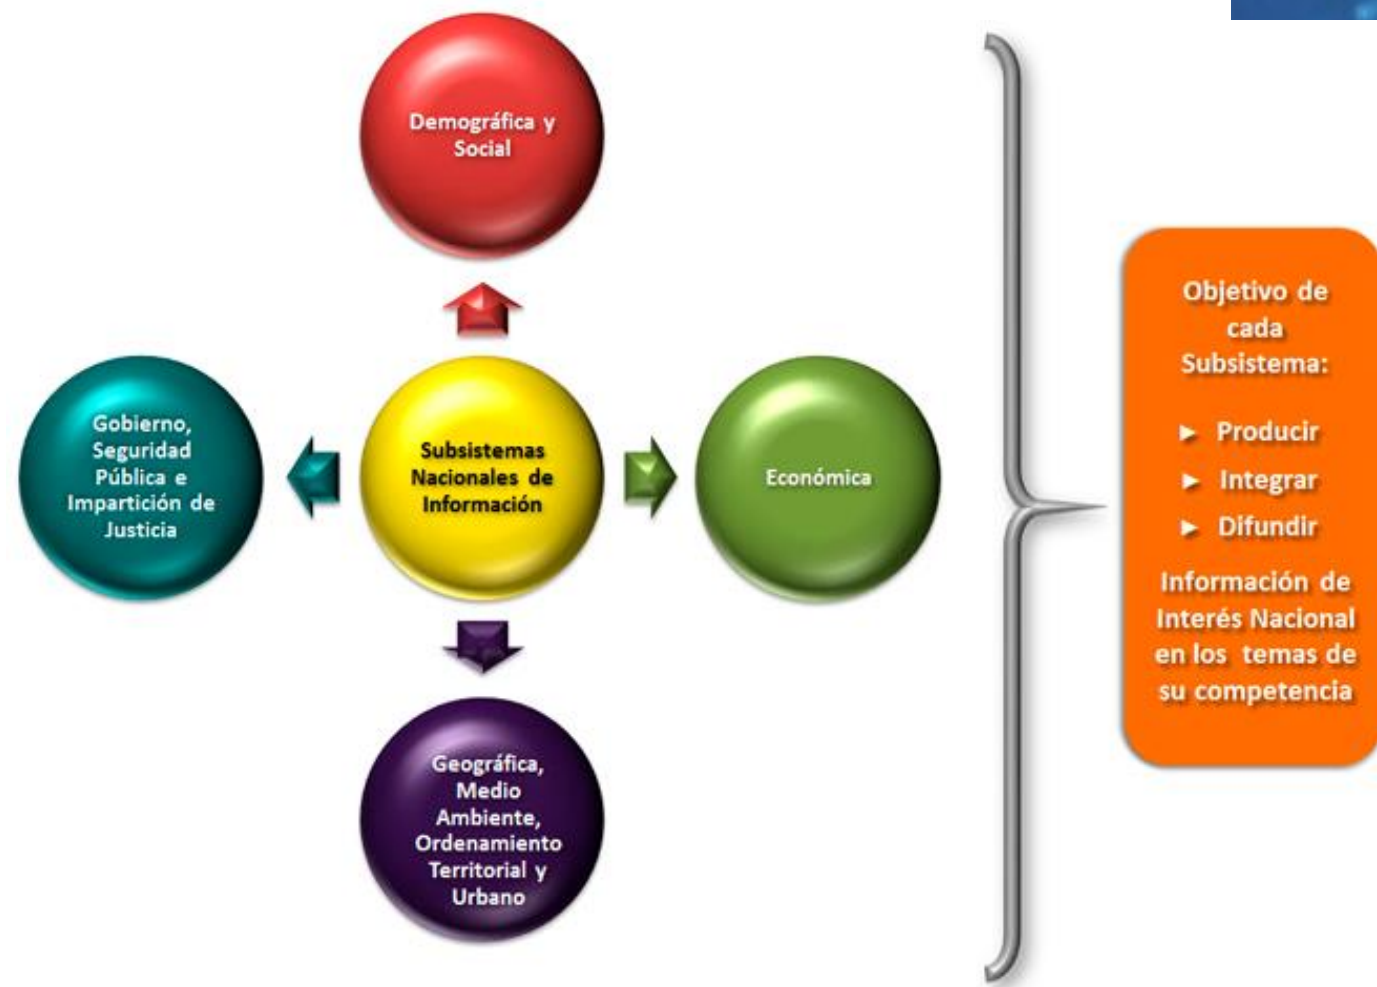 Demográfica y
Social
Gobierno,
Seguridad
Pública e
Impartición de
Justicia
Subsistemas
Nacionales de
Información
Económica
Geográfica,
Medio
Ambiente,
Ordenamiento
Territorial y
Urbano
Objetivo de
cada
Subsistema:
► Producir
► Integrar
► Difundir
Información de
Interés Nacional
en los temas de
su competencia